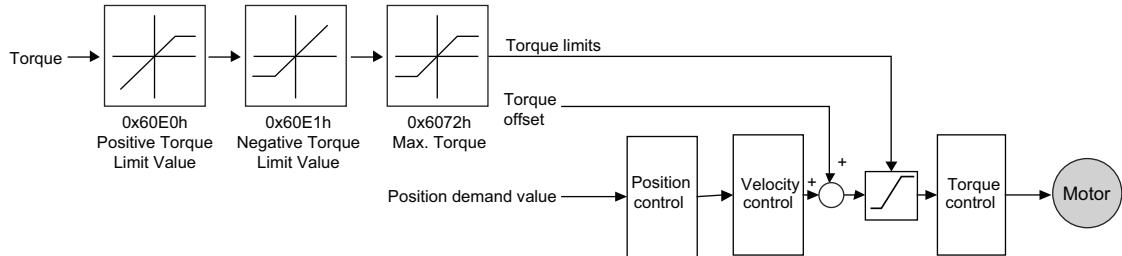 Torque
0x60E0h
Positive Torque
Limit Value
0x60E1h
Negative Torque
Limit Value
0x6072h
Max. Torque
Torque limits
Torque
offset
Position demand value
Position
control
Velocity
control
+
+
Torque
control
Motor